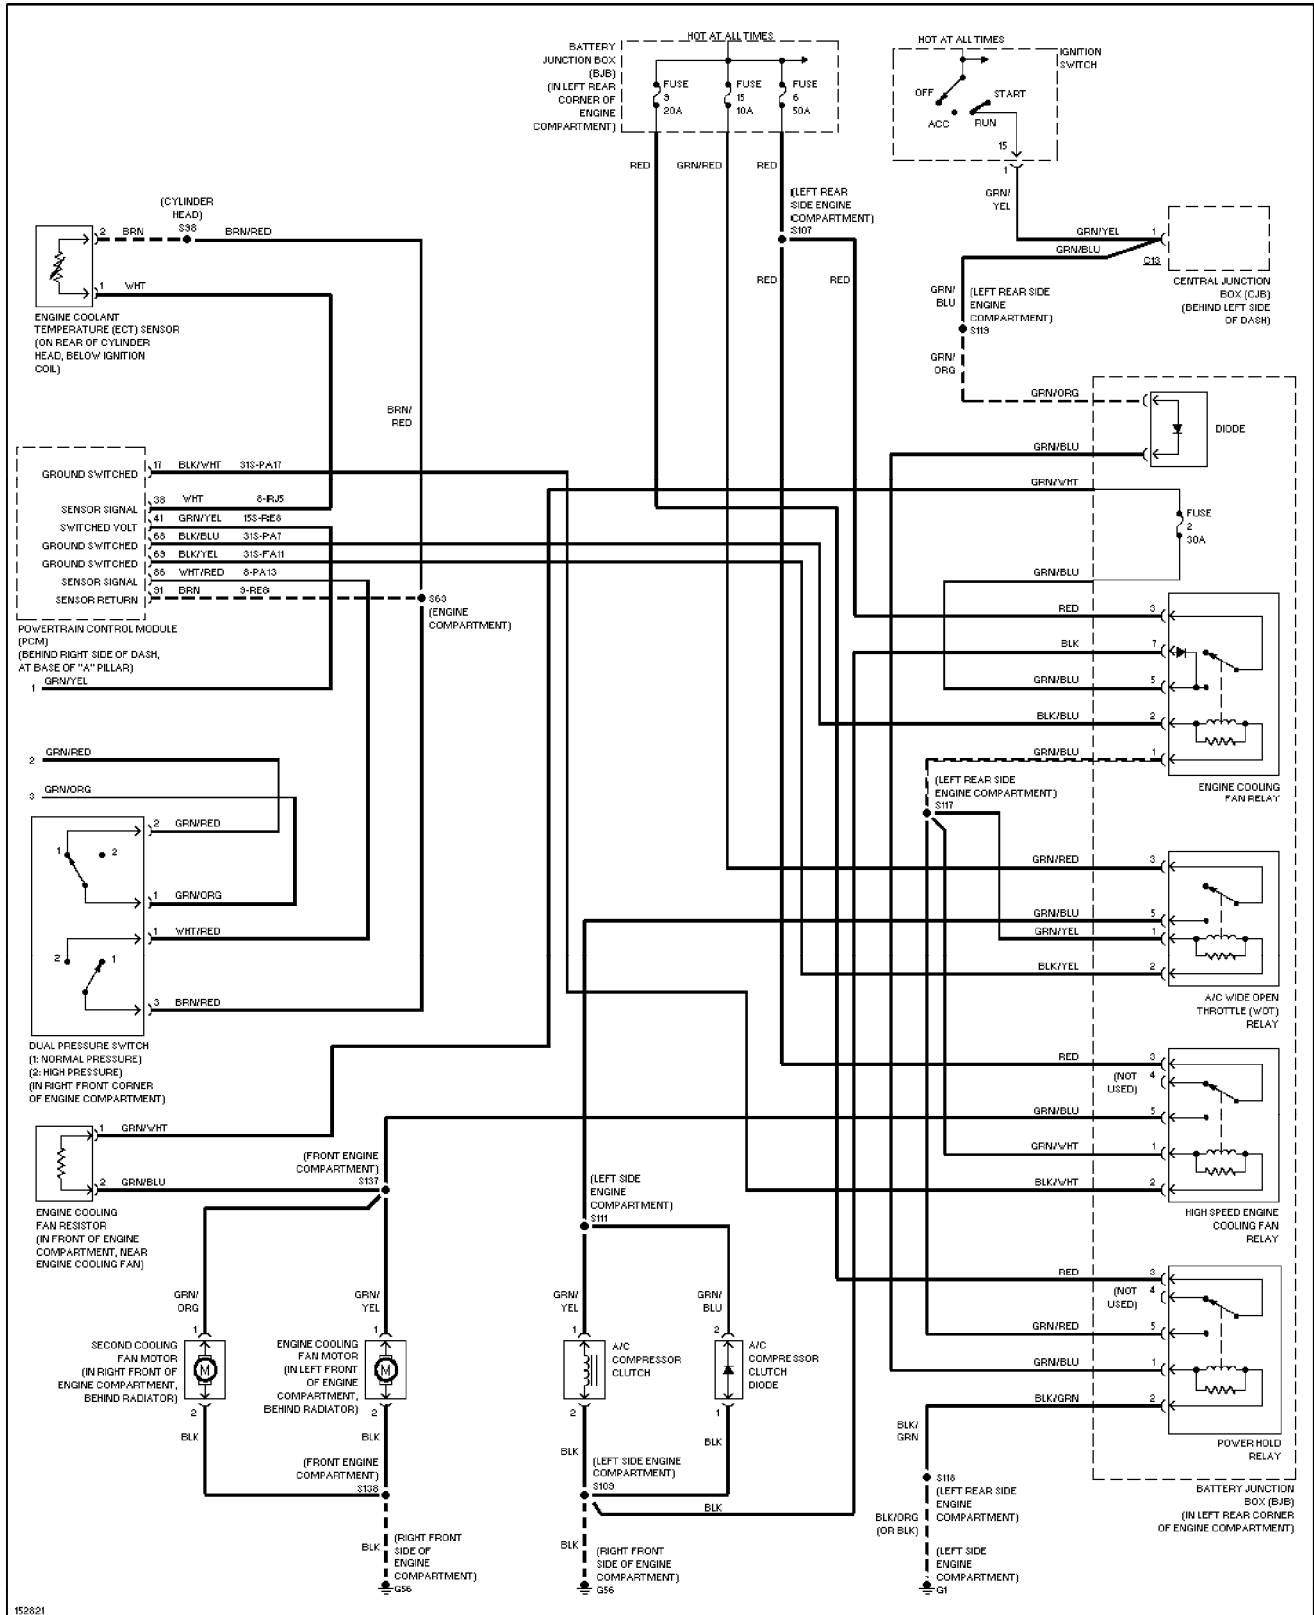 HOT AT ALL TIMES
BATTERY
JUNCTION BOX
(BJB)
(IN LEFT REAR
CORNER OF
ENGINE
COMPARTMENT)
FUSE
9
20A
FUSE
15
10A
FUSE
6
50A
HOT AT ALL TIMES
IGNITION
SWITCH
OFF
START
ACC
RUN
15
1
RED
GRN/RED
RED
GRN/
YEL
(LEFT REAR
SIDE ENGINE
COMPARTMENT)
S107
GRN/YEL
1
GRN/BLU
C13
CENTRAL JUNCTION
BOX (CJB)
(BEHIND LEFT SIDE
OF DASH)
(CYLINDER
HEAD)
S98
2
BRN
BRN/RED
1
WHT
ENGINE COOLANT
TEMPERATURE (ECT) SENSOR
(ON REAR OF CYLINDER
HEAD, BELOW IGNITION
COIL)
RED
RED
GRN/
BLU
(LEFT REAR SIDE
ENGINE
COMPARTMENT)
S119
GRN/
ORG
BRN/
RED
GRN/ORG
DIODE
GRN/BLU
GRN/WHT
FUSE
2
30A
GRN/BLU
GROUND SWITCHED
17
BLK/WHT
31S-PA17
SENSOR SIGNAL
38
WHT
8-RJ5
SWITCHED VOLT
41
GRN/YEL
15S-RE8
GROUND SWITCHED
68
BLK/BLU
31S-PA7
GROUND SWITCHED
69
BLK/YEL
31S-FA11
SENSOR SIGNAL
86
WHT/RED
8-PA13
SENSOR RETURN
91
BRN
9-RE8
S63
(ENGINE
COMPARTMENT)
POWERTRAIN CONTROL MODULE
(PCM)
(BEHIND RIGHT SIDE OF DASH,
AT BASE OF "A" PILLAR)
1
GRN/YEL
2
GRN/RED
3
GRN/ORG
RED
3
BLK
7
GRN/BLU
5
BLK/BLU
2
GRN/BLU
1
ENGINE COOLING
FAN RELAY
(LEFT REAR SIDE
ENGINE COMPARTMENT)
S117
2
GRN/RED
1
2
1
GRN/ORG
1
WHT/RED
2
1
3
BRN/RED
DUAL PRESSURE SWITCH
(1: NORMAL PRESSURE)
(2: HIGH PRESSURE)
(IN RIGHT FRONT CORNER
OF ENGINE COMPARTMENT)
GRN/RED
3
GRN/BLU
5
GRN/YEL
1
BLK/YEL
2
A/C WIDE OPEN
THROTTLE (WOT)
RELAY
RED
3
(NOT
USED)
4
GRN/BLU
5
GRN/WHT
1
BLK/WHT
2
HIGH SPEED ENGINE
COOLING FAN
RELAY
1
GRN/WHT
2
GRN/BLU
ENGINE COOLING
FAN RESISTOR
(IN FRONT OF ENGINE
COMPARTMENT, NEAR
ENGINE COOLING FAN)
(FRONT ENGINE
COMPARTMENT)
S137
(LEFT SIDE
ENGINE
COMPARTMENT)
S111
RED
3
(NOT
USED)
4
GRN/RED
5
GRN/BLU
1
BLK/GRN
2
POWER HOLD
RELAY
GRN/
ORG
1
SECOND COOLING
FAN MOTOR
(IN RIGHT FRONT OF
ENGINE COMPARTMENT,
BEHIND RADIATOR)
M
2
BLK
GRN/
YEL
1
ENGINE COOLING
FAN MOTOR
(IN LEFT FRONT
OF ENGINE
COMPARTMENT,
BEHIND RADIATOR)
M
2
BLK
GRN/
YEL
1
A/C
COMPRESSOR
CLUTCH
2
BLK
GRN/
BLU
2
A/C
COMPRESSOR
CLUTCH
DIODE
1
BLK
(FRONT ENGINE
COMPARTMENT)
S138
(LEFT SIDE ENGINE
COMPARTMENT)
S109
BLK
BLK/
GRN
S118
(LEFT REAR SIDE
ENGINE
COMPARTMENT)
BLK/ORG
(OR BLK)
BATTERY JUNCTION
BOX (BJB)
(IN LEFT REAR CORNER
OF ENGINE COMPARTMENT)
BLK
(RIGHT FRONT
SIDE OF
ENGINE
COMPARTMENT)
G56
BLK
(RIGHT FRONT
SIDE OF ENGINE
COMPARTMENT)
G56
(LEFT SIDE
ENGINE
COMPARTMENT)
G1
152821